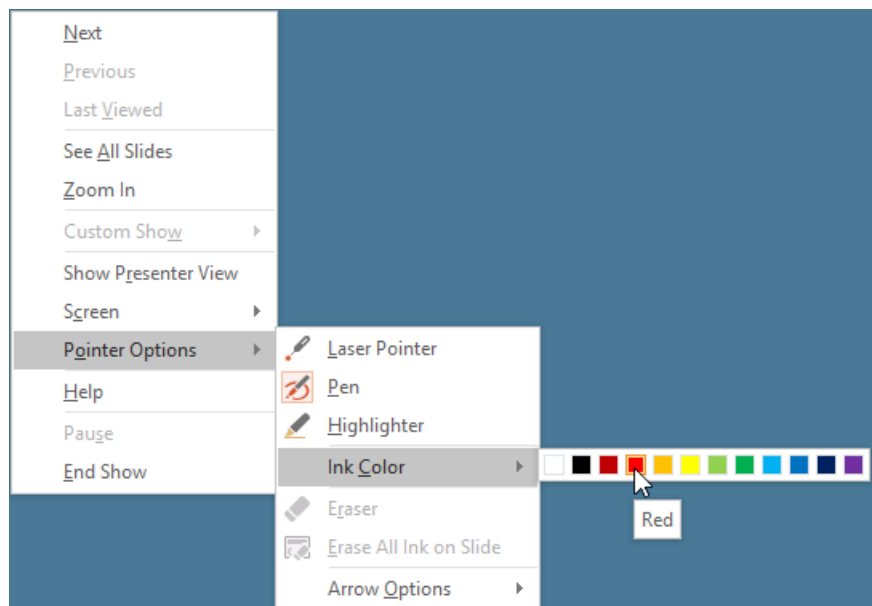 Next
Previous
Last Viewed
See All Slides
Zoom In
Custom Show
Show Presenter View
Screen
Pointer Options
Help
Pause
End Show
Laser Pointer
Pen
Highlighter
Ink Color
Eraser
Erase All Ink on Slide
Arrow Options
Red